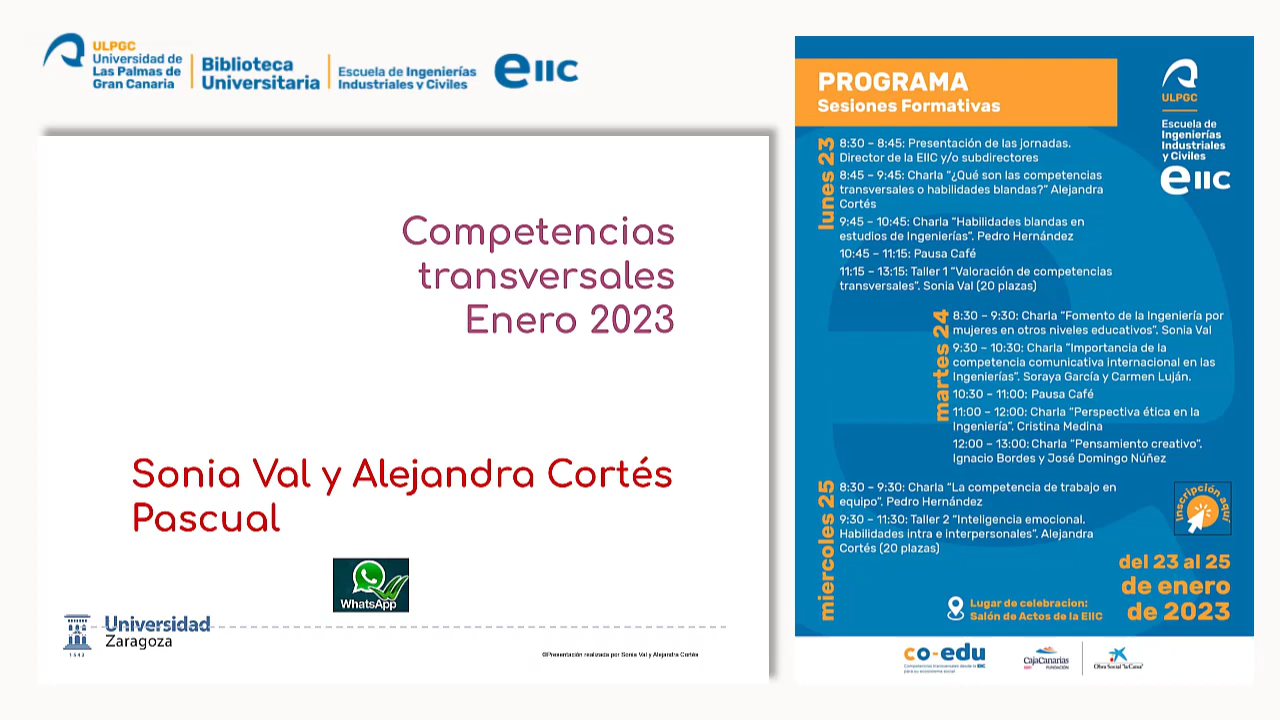 ULPGC
Universidad de
Las Palmas de
Gran Canaria
Biblioteca
Universitaria
Escuela de Ingenierías
Industriales y Civiles
eIIC
Competencias
transversales
Enero 2023
Sonia Val y Alejandra Cortés
Pascual
WhatsApp
Universidad
Zaragoza
1542
©Presentación realizada por Sonia Val y Alejandra Cortés
PROGRAMA
Sesiones Formativas
ULPGC
Escuela de
Ingenierías
Industriales
y Civiles
eIIC
lunes 23
8:30 – 8:45: Presentación de las jornadas.
Director de la EIIC y/o subdirectores
8:45 – 9:45: Charla “¿Qué son las competencias
transversales o habilidades blandas?” Alejandra
Cortés
9:45 – 10:45: Charla “Habilidades blandas en
estudios de Ingenierías”. Pedro Hernández
10:45 – 11:15: Pausa Café
11:15 – 13:15: Taller 1 “Valoración de competencias
transversales”. Sonia Val (20 plazas)
martes 24
8:30 – 9:30: Charla “Fomento de la Ingeniería por
mujeres en otros niveles educativos”. Sonia Val
9:30 – 10:30: Charla “Importancia de la
competencia comunicativa internacional en las
Ingenierías”. Soraya García y Carmen Luján.
10:30 – 11:00: Pausa Café
11:00 – 12:00: Charla “Perspectiva ética en la
Ingeniería”. Cristina Medina
12:00 – 13:00: Charla “Pensamiento creativo”.
Ignacio Bordes y José Domingo Núñez
miercoles 25
8:30 – 9:30: Charla “La competencia de trabajo en
equipo”. Pedro Hernández
9:30 – 11:30: Taller 2 “Inteligencia emocional.
Habilidades intra e interpersonales”. Alejandra
Cortés (20 plazas)
Inscripción aquí
del 23 al 25
de enero
de 2023
Lugar de celebracion:
Salón de Actos de la EIIC
co-edu
Competencias transversales desde la EIIC
para su ecosistema social
CajaCanarias
FUNDACIÓN
Obra Social "la Caixa"